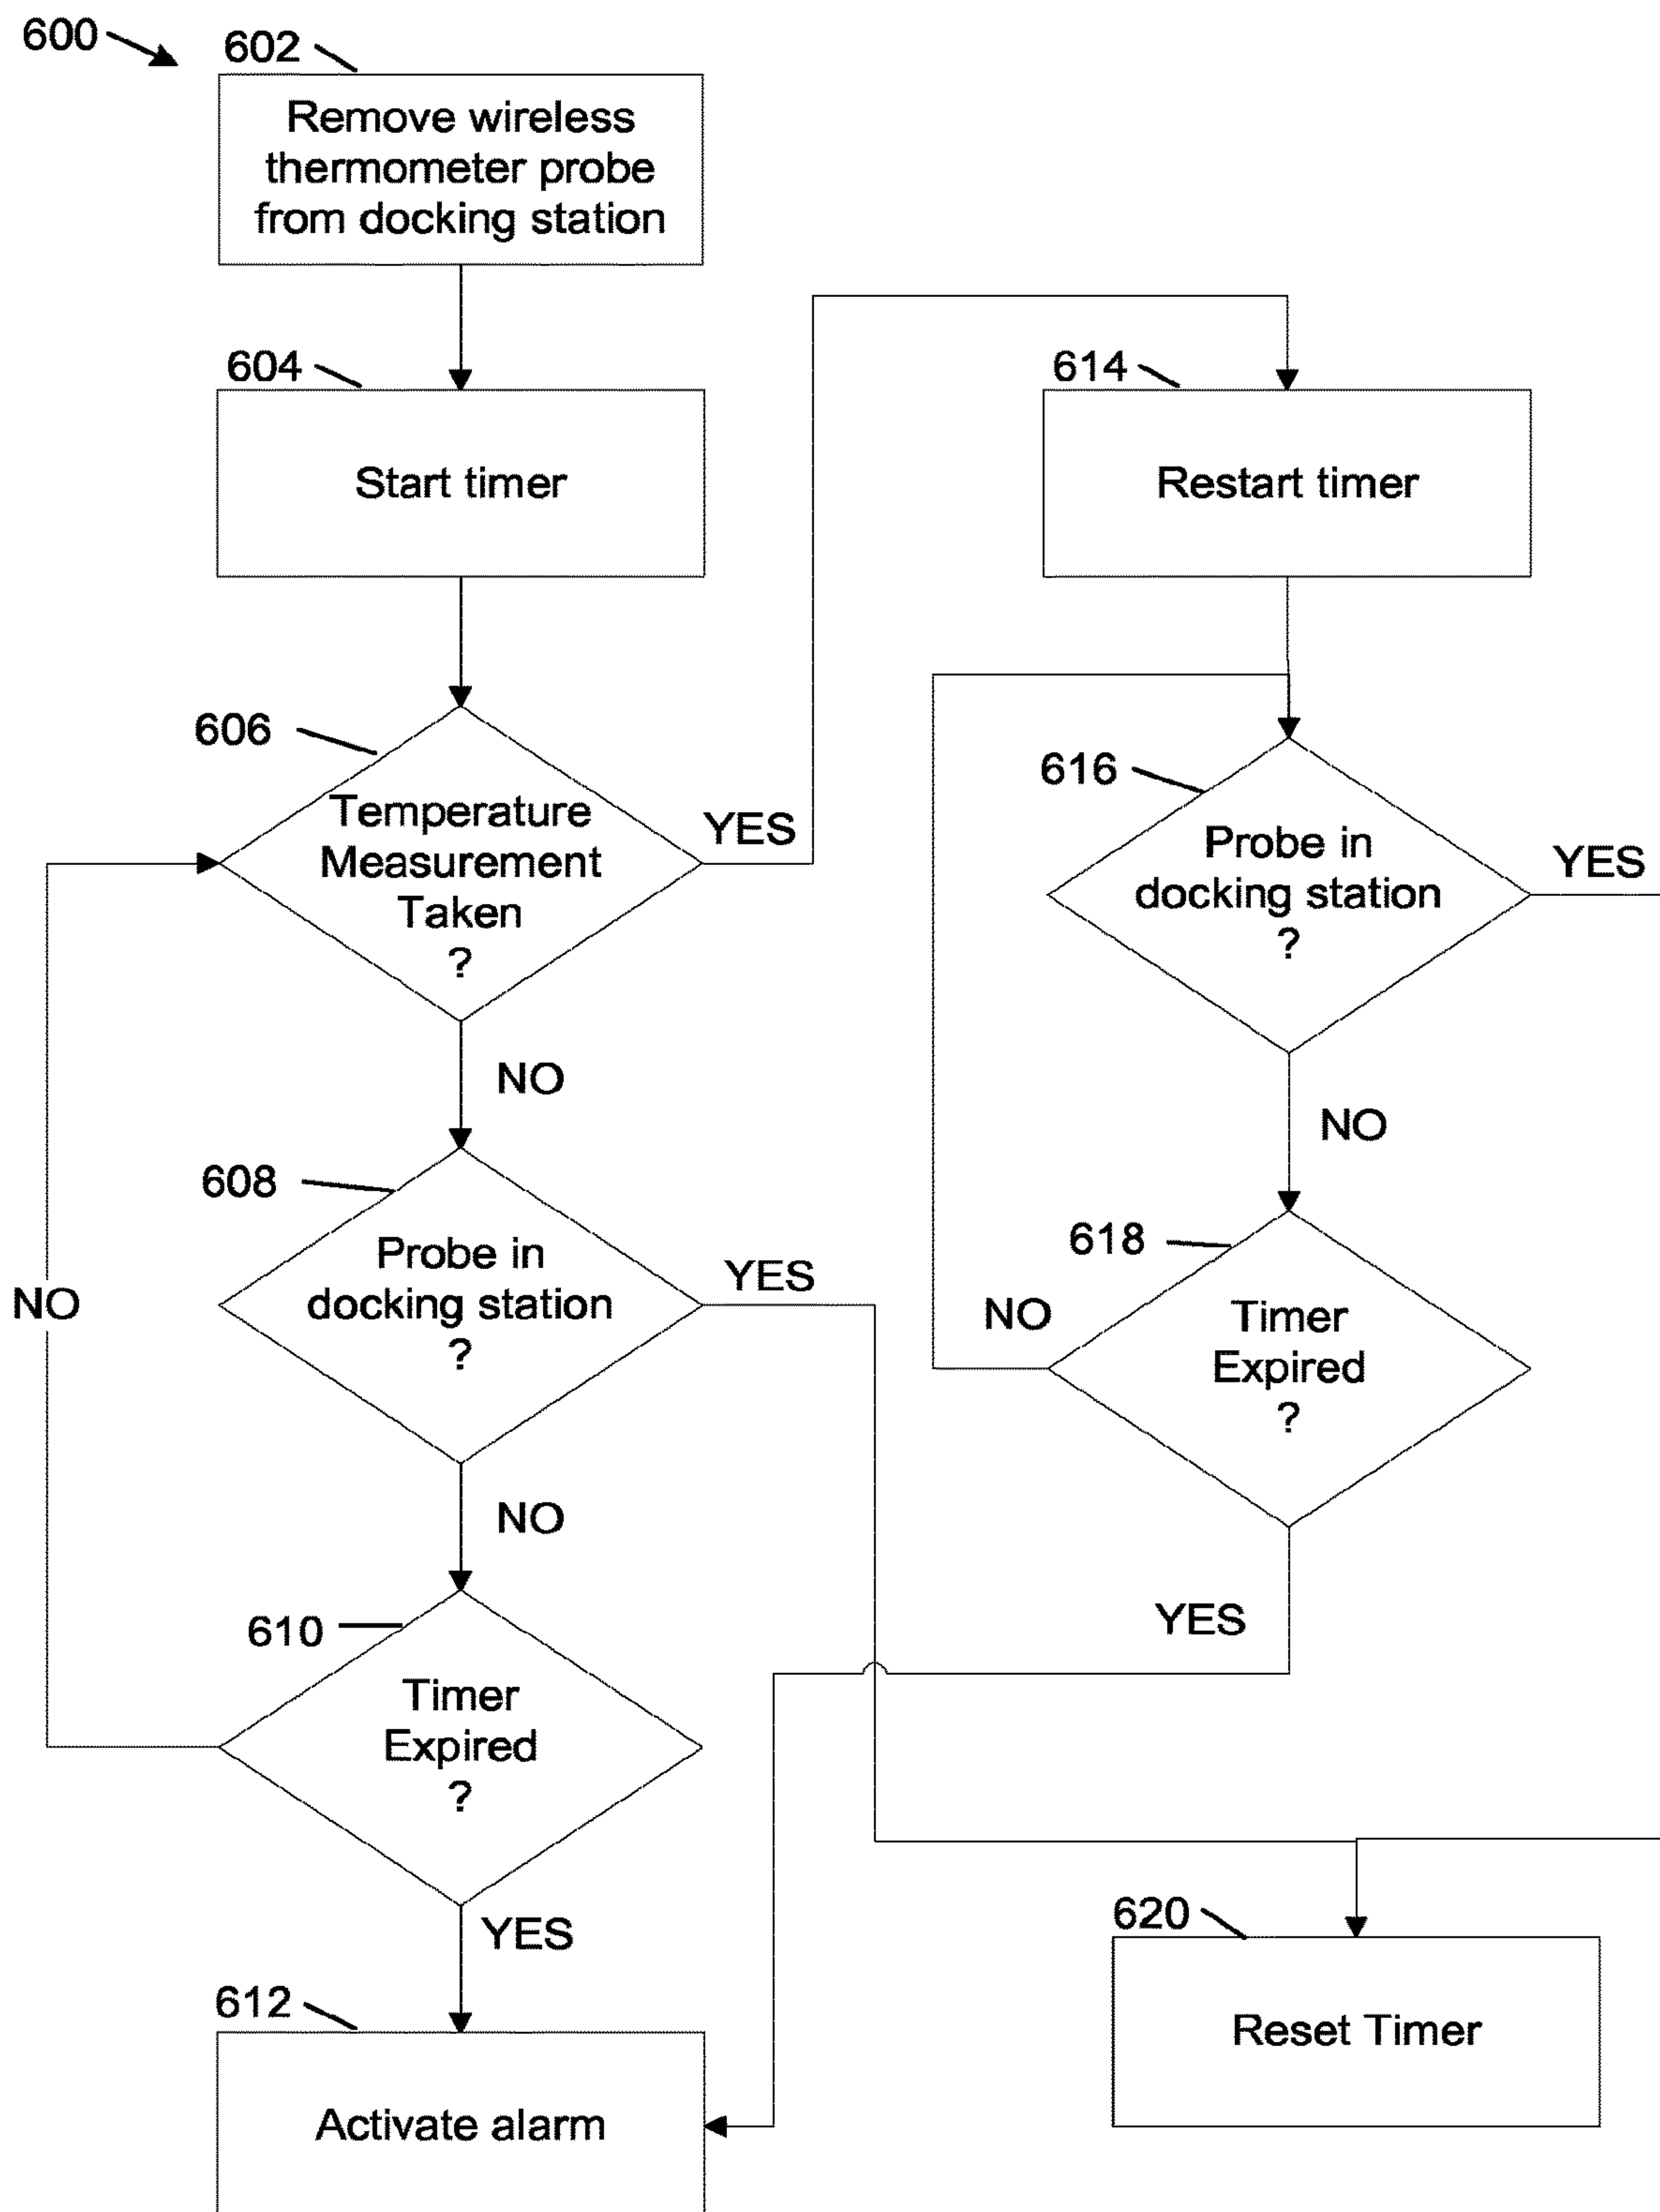 600
602
Remove wireless
thermometer probe
from docking station
604
Start timer
606
Temperature
Measurement
Taken
?
YES
NO
608
Probe in
docking station
?
YES
NO
NO
610
Timer
Expired
?
YES
612
Activate alarm
614
Restart timer
616
Probe in
docking station
?
YES
NO
618
Timer
Expired
?
NO
YES
620
Reset Timer